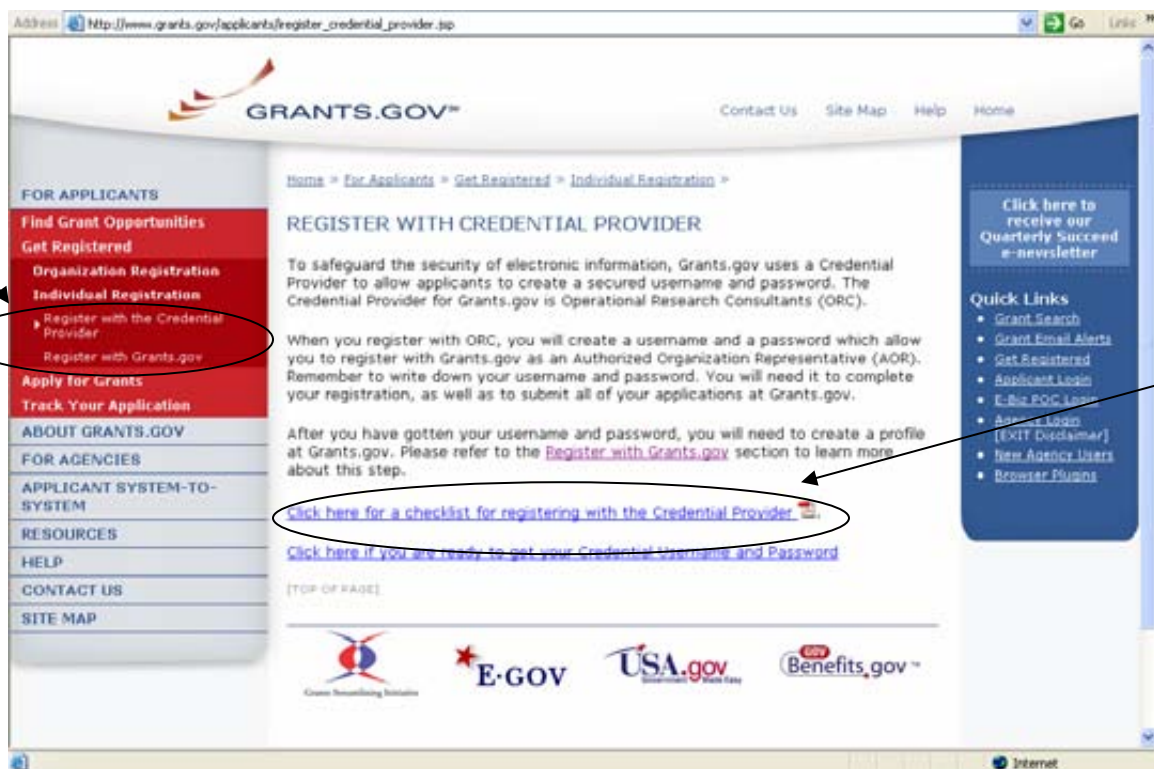 Address http://www.grants.gov/applicants/register_credential_provider.jsp Go Links »
GRANTS.GOV℠
Contact Us Site Map Help Home
FOR APPLICANTS
Find Grant Opportunities
Get Registered
Organization Registration
Individual Registration
Register with the Credential
Provider
Register with Grants.gov
Apply for Grants
Track Your Application
ABOUT GRANTS.GOV
FOR AGENCIES
APPLICANT SYSTEM-TO-
SYSTEM
RESOURCES
HELP
CONTACT US
SITE MAP
Home > For Applicants > Get Registered > Individual Registration >
REGISTER WITH CREDENTIAL PROVIDER
To safeguard the security of electronic information, Grants.gov uses a Credential
Provider to allow applicants to create a secured username and password. The
Credential Provider for Grants.gov is Operational Research Consultants (ORC).
When you register with ORC, you will create a username and a password which allow
you to register with Grants.gov as an Authorized Organization Representative (AOR).
Remember to write down your username and password. You will need it to complete
your registration, as well as to submit all of your applications at Grants.gov.
After you have gotten your username and password, you will need to create a profile
at Grants.gov. Please refer to the Register with Grants.gov section to learn more
about this step.
Click here for a checklist for registering with the Credential Provider .
Click here if you are ready to get your Credential Username and Password
[TOP OF PAGE]
Click here to
receive our
Quarterly Succeed
e-newsletter
Quick Links
Grant Search
Grant Email Alerts
Get Registered
Applicant Login
E-Biz POC Login
Agency Login
[EXIT Disclaimer]
New Agency Users
Browser Plugins
Grants Streamlining Initiative
E-GOV
USA.gov
Government Made Easy
GOV
Benefits.gov ™
Internet